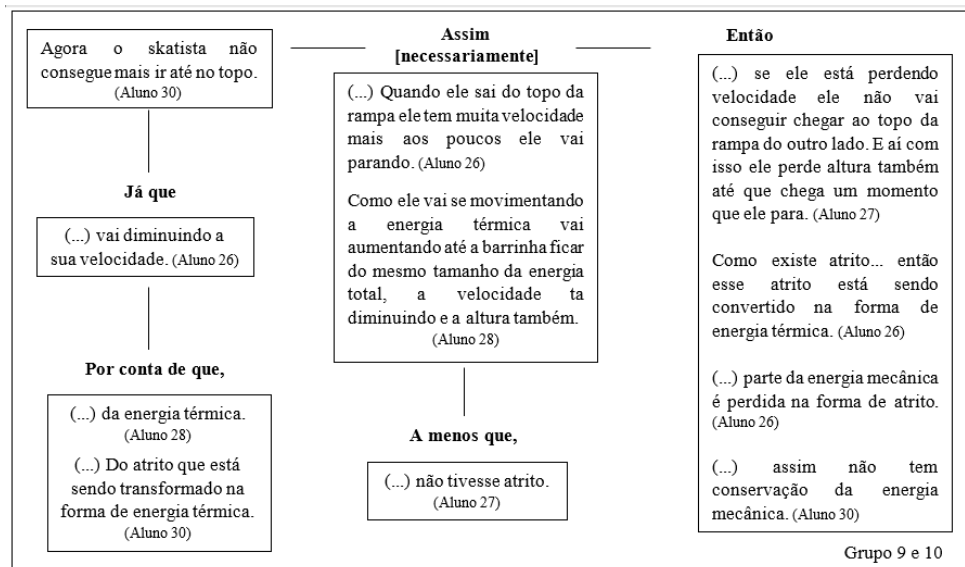 Agora o skatista não
consegue mais ir até no topo.
(Aluno 30)
Já que
(...) vai diminuindo a
sua velocidade. (Aluno 26)
Por conta de que,
(...) da energia térmica.
(Aluno 28)
(...) Do atrito que está
sendo transformado na
forma de energia térmica.
(Aluno 30)
Assim
[necessariamente]
(...) Quando ele sai do topo da
rampa ele tem muita velocidade
mais aos poucos ele vai
parando. (Aluno 26)
Como ele vai se movimentando
a energia térmica vai
aumentando até a barrinha ficar
do mesmo tamanho da energia
total, a velocidade ta
diminuindo e a altura também.
(Aluno 28)
A menos que,
(...) não tivesse atrito.
(Aluno 27)
Então
(...) se ele está perdendo
velocidade ele não vai
conseguir chegar ao topo da
rampa do outro lado. E aí com
isso ele perde altura também
até que chega um momento
que ele para. (Aluno 27)
Como existe atrito... então
esse atrito está sendo
convertido na forma de
energia térmica. (Aluno 26)
(...) parte da energia mecânica
é perdida na forma de atrito.
(Aluno 26)
(...) assim não tem
conservação da energia
mecânica. (Aluno 30)
Grupo 9 e 10